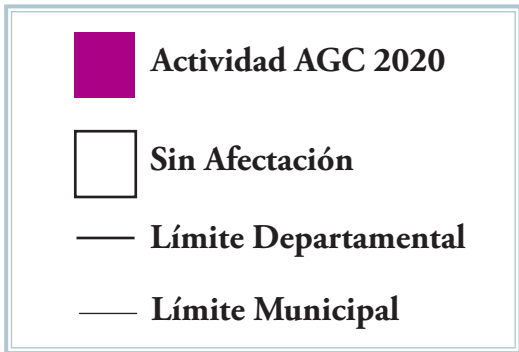 Actividad AGC 2020
Sin Afectación
Límite Departamental
Límite Municipal